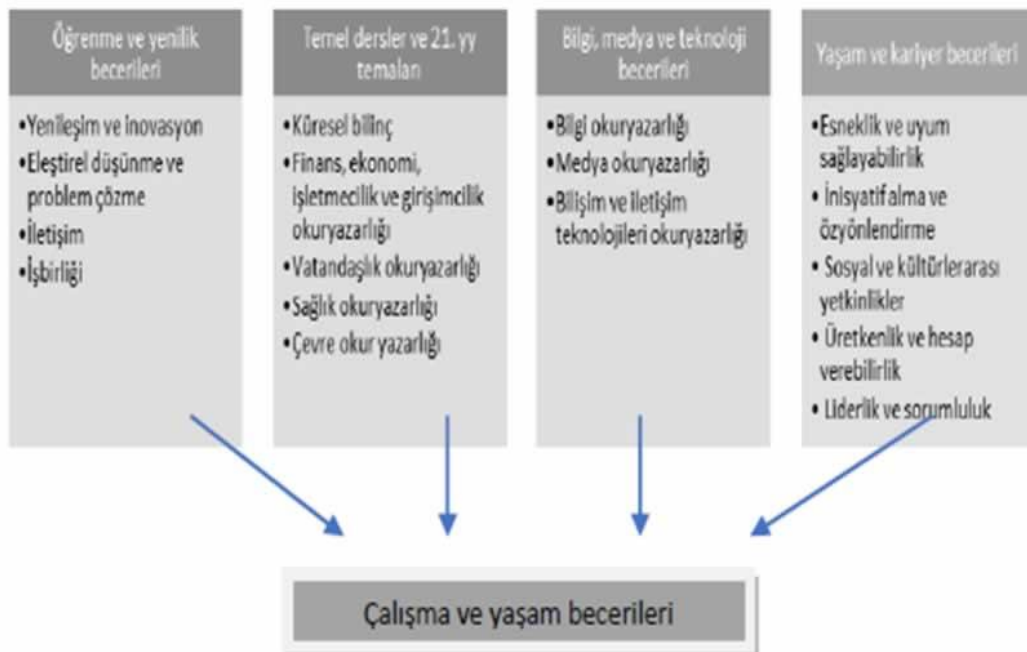 Öğrenme ve yenilik
becerileri
•Yenileşim ve inovasyon
•Eleştirel düşünme ve
problem çözme
•İletişim
•İşbirliği
Temel dersler ve 21. yy
temaları
•Küresel bilinç
•Finans, ekonomi,
işletmecilik ve girişimcilik
okuryazarlığı
•Vatandaşlık okuryazarlığı
•Sağlık okuryazarlığı
•Çevre okur yazarlığı
Bilgi, medya ve teknoloji
becerileri
•Bilgi okuryazarlığı
•Medya okuryazarlığı
•Bilişim ve iletişim
teknolojileri okuryazarlığı
Yaşam ve kariyer becerileri
•Esneklik ve uyum
sağlayabilirlik
• İnisyatif alma ve
özyönlendirme
• Sosyal ve kültürlerarası
yetkinlikler
• Üretkenlik ve hesap
verebilirlik
• Liderlik ve sorumluluk
Çalışma ve yaşam becerileri